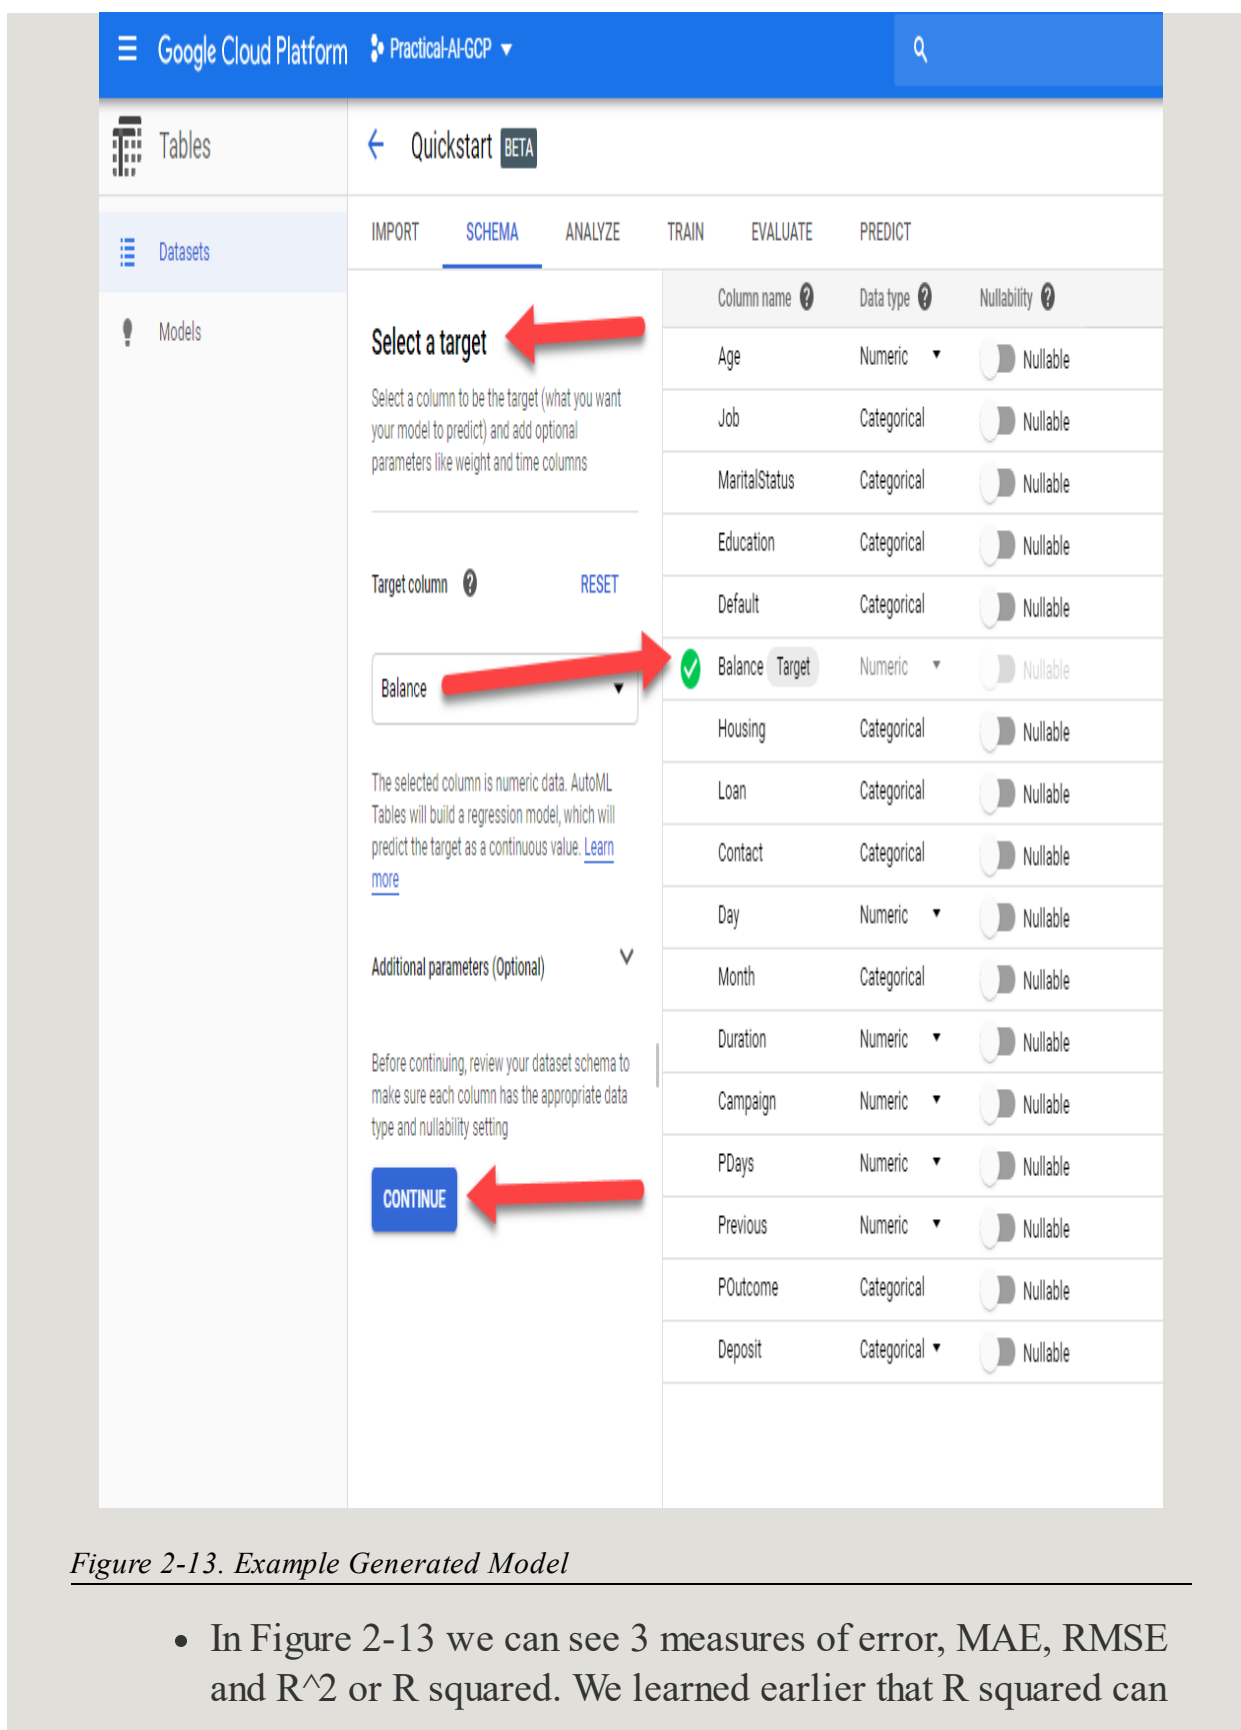 Google Cloud Platform Practical-AI-GCP
Tables
Quickstart BETA
Datasets
Models
IMPORT SCHEMA ANALYZE TRAIN EVALUATE PREDICT
Select a target
Select a column to be the target (what you want
your model to predict) and add optional
parameters like weight and time columns
Target column RESET
Balance
The selected column is numeric data. AutoML
Tables will build a regression model, which will
predict the target as a continuous value. Learn
more
Additional parameters (Optional)
Before continuing, review your dataset schema to
make sure each column has the appropriate data
type and nullability setting
CONTINUE
Column name Data type Nullability
Age Numeric Nullable
Job Categorical Nullable
MaritalStatus Categorical Nullable
Education Categorical Nullable
Default Categorical Nullable
Balance Target Numeric Nullable
Housing Categorical Nullable
Loan Categorical Nullable
Contact Categorical Nullable
Day Numeric Nullable
Month Categorical Nullable
Duration Numeric Nullable
Campaign Numeric Nullable
PDays Numeric Nullable
Previous Numeric Nullable
POutcome Categorical Nullable
Deposit Categorical Nullable
Figure 2-13. Example Generated Model
• In Figure 2-13 we can see 3 measures of error, MAE, RMSE
and R^2 or R squared. We learned earlier that R squared can